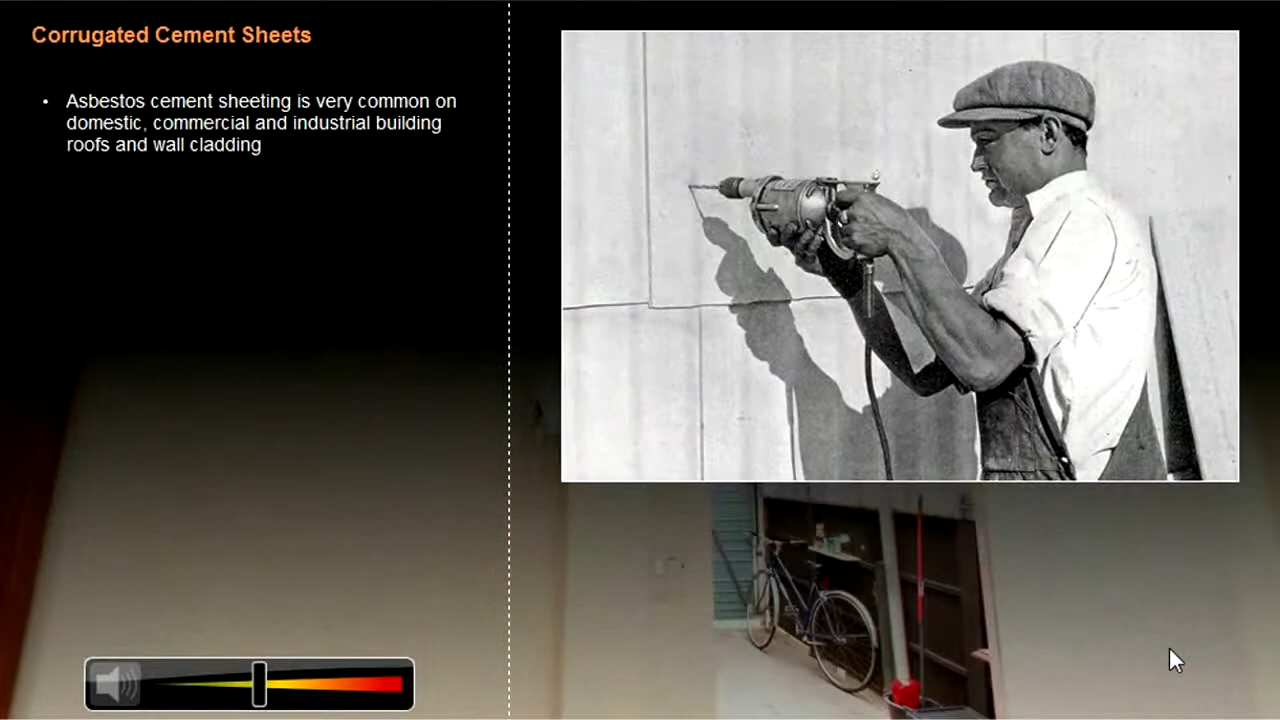 Corrugated Cement Sheets
• Asbestos cement sheeting is very common on
domestic, commercial and industrial building
roofs and wall cladding